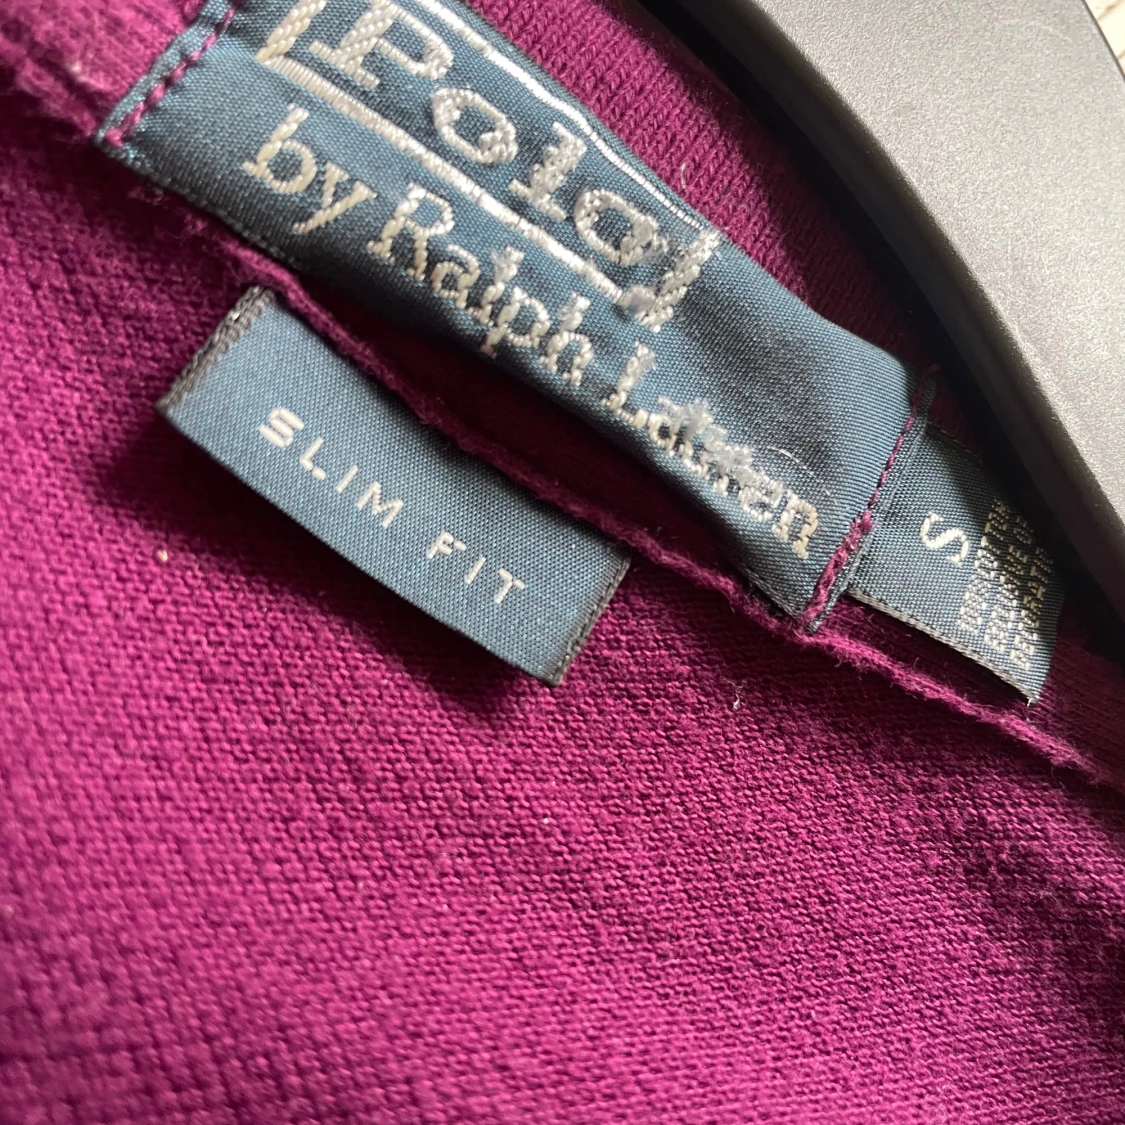 Polo
by Ralph Lauren
SLIM FIT
S